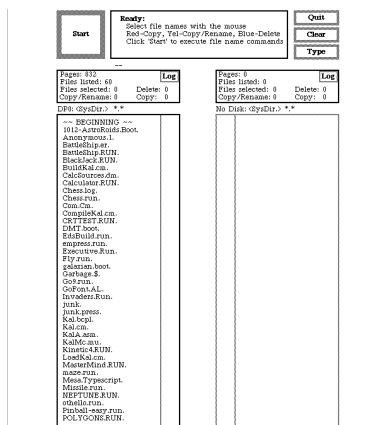 Start
Ready:
Select file names with the mouse
Red-Copy, Yel-Copy/Rename, Blue-Delete
Click 'Start' to execute file name commands
Quit
Clear
Type
--
Pages: 832
Log
Files listed: 60
Files selected: 0 Delete: 0
Copy/Rename: 0 Copy: 0
DP0: <SysDir.> *.*
~~ BEGINNING ~~
1012-AstroRoids.Boot.
Anonymous.1.
BattleShip.er.
BattleShip.RUN.
BlackJack.RUN.
BuildKal.cm.
CalcSources.dm.
Calculator.RUN.
Chess.log.
Chess.run.
Com.Cm.
CompileKal.cm.
CRTTEST.RUN.
DMT.boot.
EdsBuild.run.
empress.run.
Executive.Run.
Fly.run.
galaxian.boot.
Garbage.$.
Go9.run.
GoFont.AL.
Invaders.Run.
junk.
junk.press.
Kal.bcpl.
Kal.cm.
KalA.asm.
KalMc.mu.
Kinetic4.RUN.
LoadKal.cm.
MasterMind.RUN.
maze.run.
Mesa.Typescript.
Missile.run.
NEPTUNE.RUN.
othello.run.
Pinball-easy.run.
POLYGONS.RUN.
Pages: 0
Log
Files listed: 0
Files selected: 0 Delete: 0
Copy/Rename: 0 Copy: 0
No Disk: <SysDir.> *.*